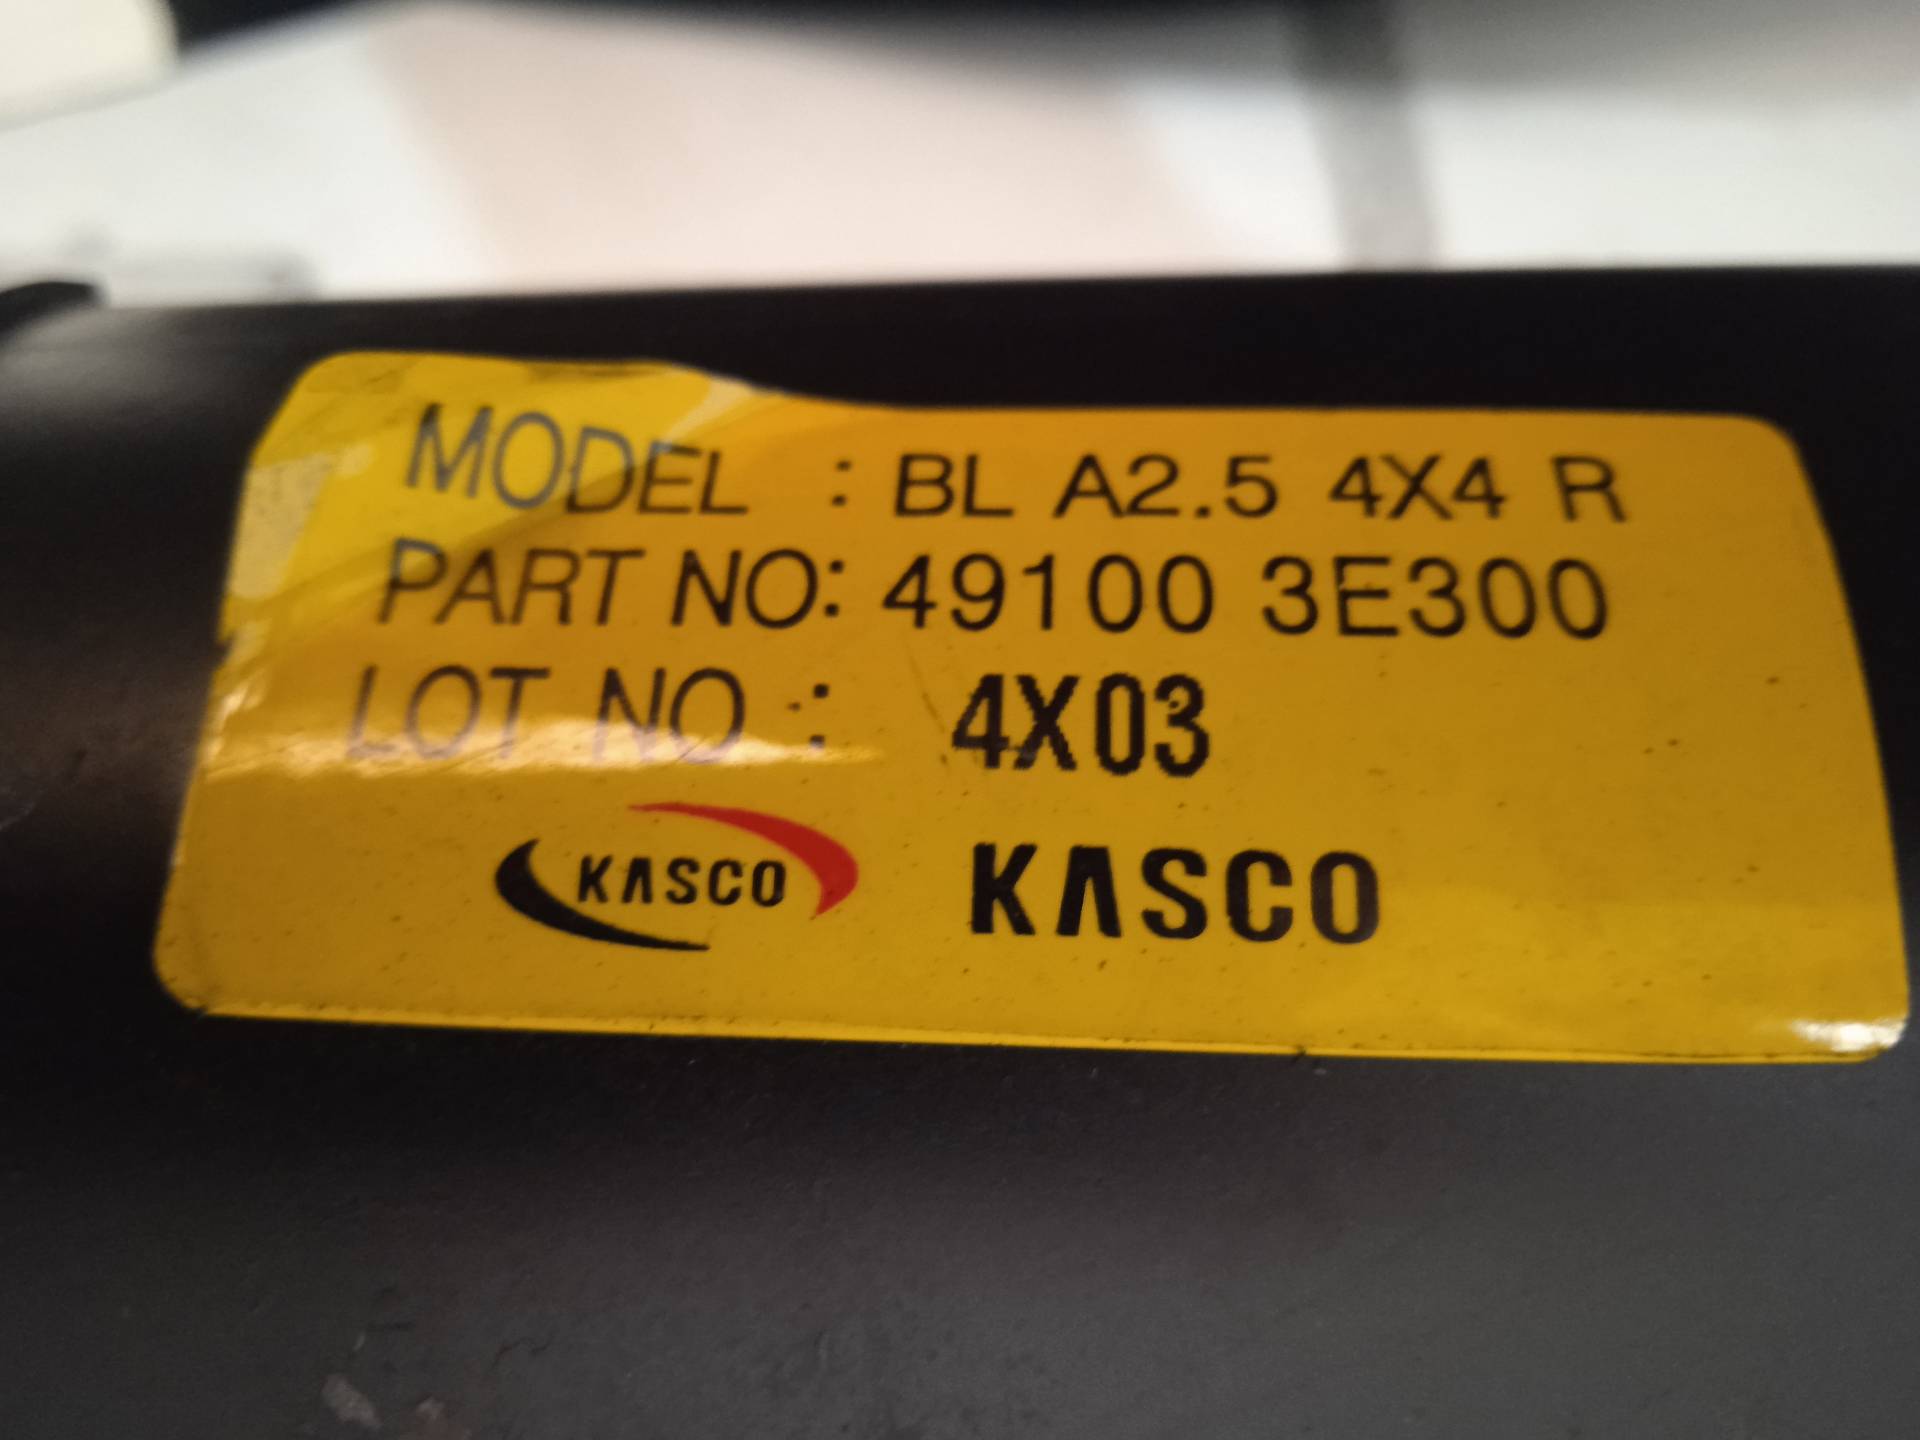 MODEL : BL A2.5 4X4 R
PART NO: 49100 3E300
LOT NO : 4X03
KASCO KASCO